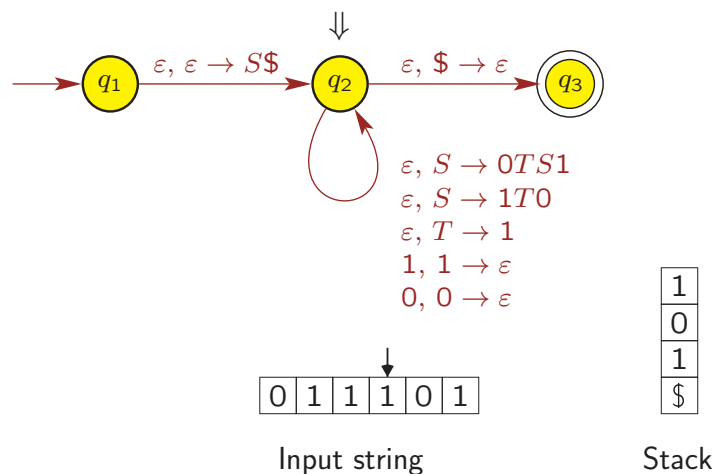 ⇓
ε, ε → S$
ε, $ → ε
q₁
q₂
q₃
ε, S → 0TS1
ε, S → 1T0
ε, T → 1
1, 1 → ε
0, 0 → ε
1
0
1
$
0 1 1 1 0 1
Input string
Stack